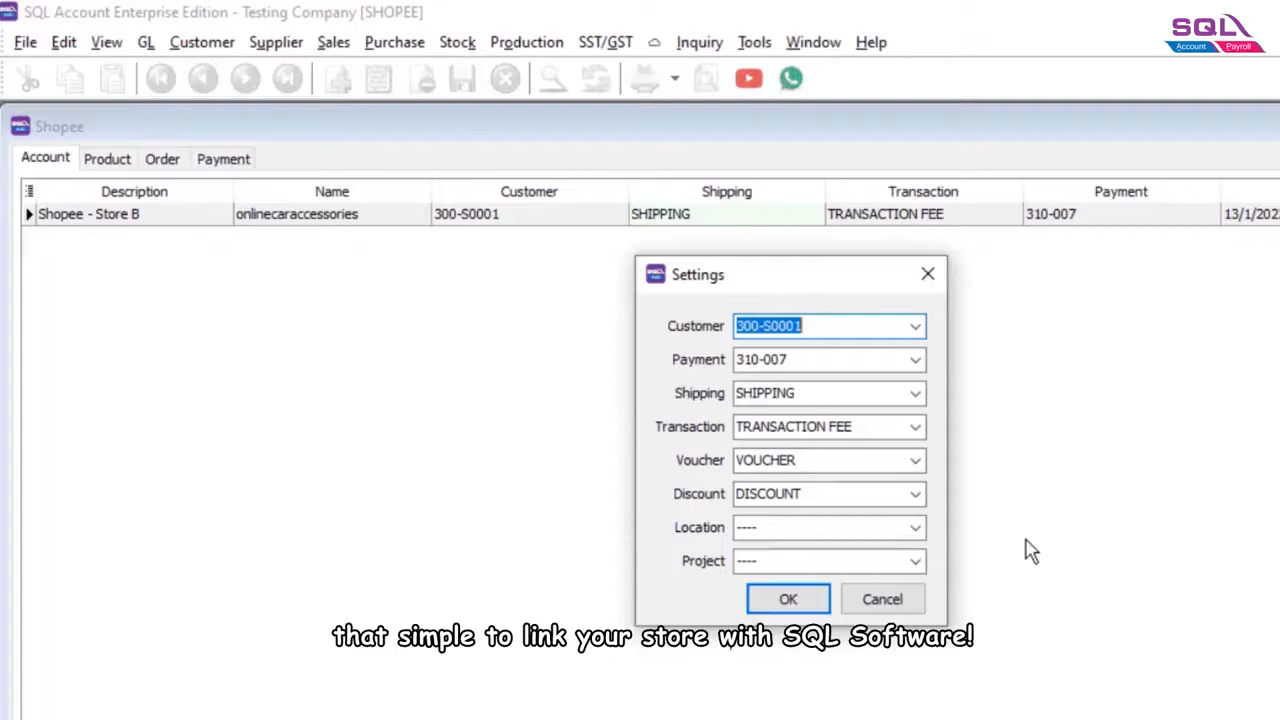 SQL Account Enterprise Edition - Testing Company [SHOPEE]
SQL
Account Payroll
File Edit View GL Customer Supplier Sales Purchase Stock Production SST/GST Inquiry Tools Window Help
Shopee
Account Product Order Payment
Description Name Customer Shipping Transaction Payment
Shopee - Store B onlinecaraccessories 300-S0001 SHIPPING TRANSACTION FEE 310-007
Settings
Customer 300-S0001
Payment 310-007
Shipping SHIPPING
Transaction TRANSACTION FEE
Voucher VOUCHER
Discount DISCOUNT
Location ----
Project ----
OK Cancel
that simple to link your store with SQL Software!